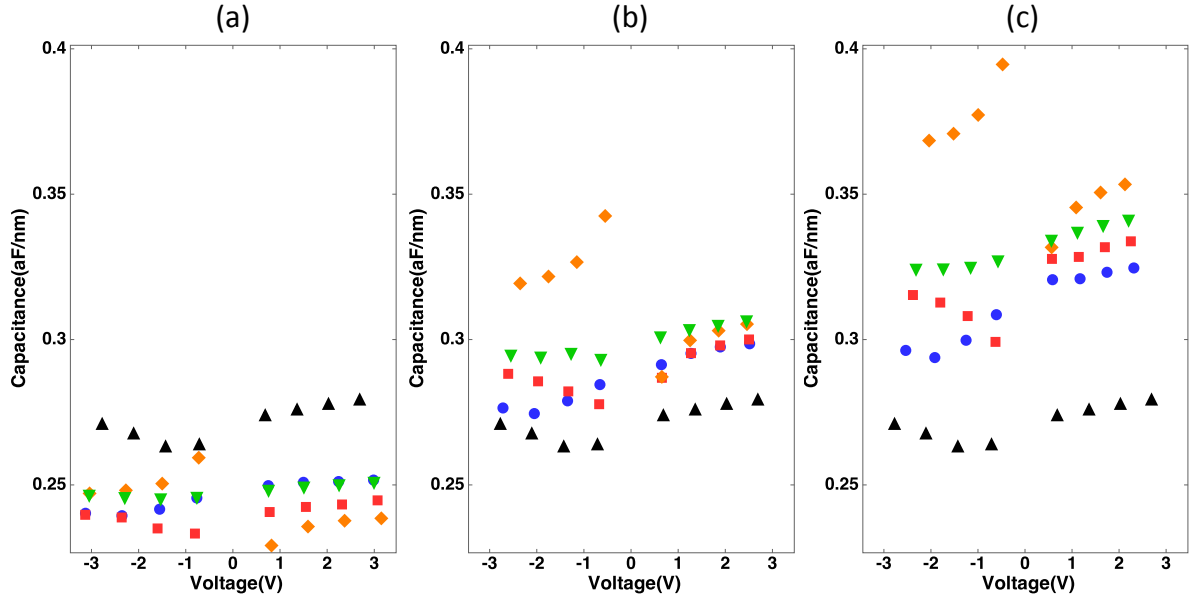 (a) (b) (c)
0.4 0.4 0.4
0.35 0.35 0.35
0.3 0.3 0.3
0.25 0.25 0.25
Capacitance(aF/nm) Capacitance(aF/nm) Capacitance(aF/nm)
-3 -2 -1 0 1 2 3 -3 -2 -1 0 1 2 3 -3 -2 -1 0 1 2 3
Voltage(V) Voltage(V) Voltage(V)